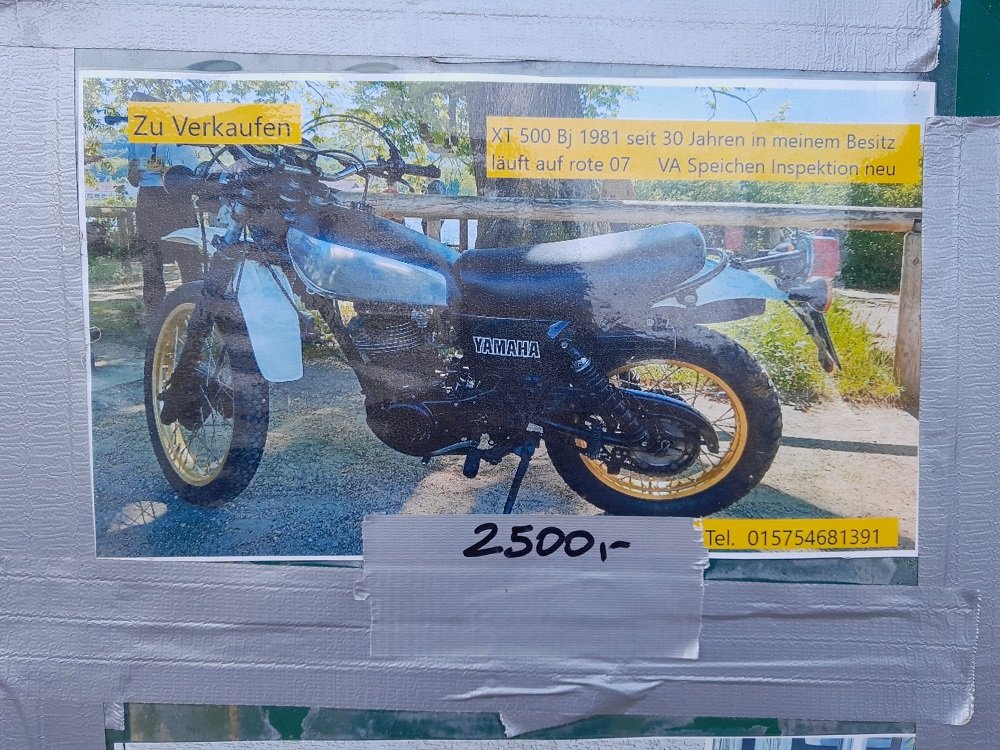 Zu Verkaufen
XT 500 Bj 1981 seit 30 Jahren in meinem Besitz
läuft auf rote 07 VA Speichen Inspektion neu
YAMAHA
2500,-
Tel. 015754681391